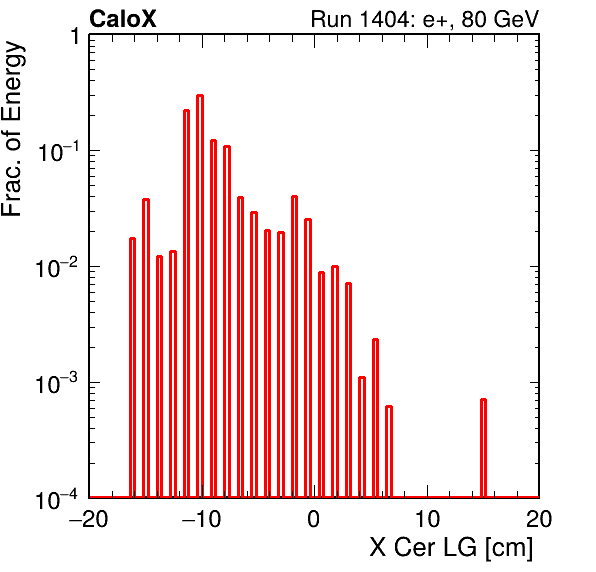 CaloX Run 1404: e+, 80 GeV
Frac. of Energy
1
10⁻¹
10⁻²
10⁻³
10⁻⁴
−20 −10 0 10 20
X Cer LG [cm]